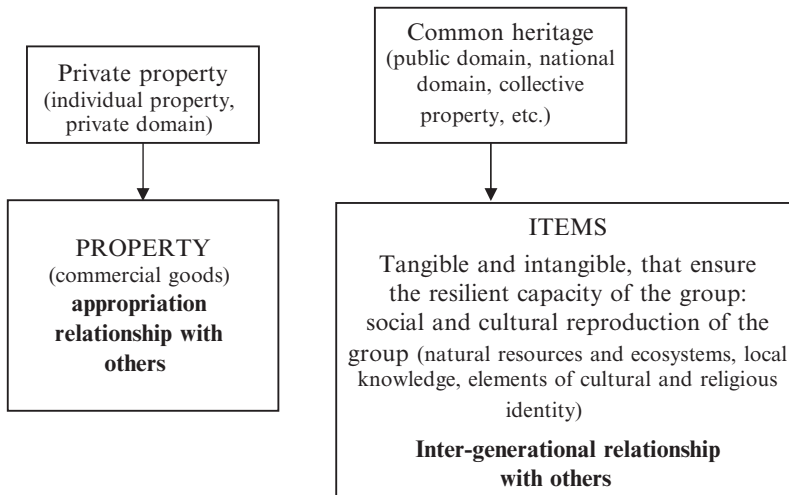 Private property
(individual property,
private domain)
Common heritage
(public domain, national
domain, collective
property, etc.)
PROPERTY
(commercial goods)
appropriation
relationship with
others
ITEMS
Tangible and intangible, that ensure
the resilient capacity of the group:
social and cultural reproduction of the
group (natural resources and ecosystems, local
knowledge, elements of cultural and religious
identity)
Inter-generational relationship
with others